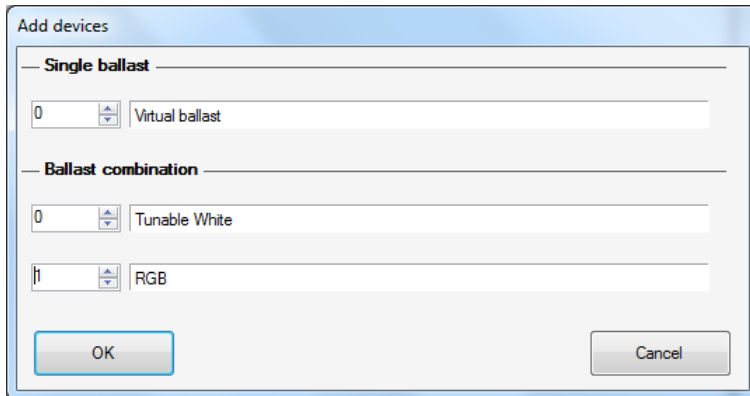 Add devices
Single ballast
0 Virtual ballast
Ballast combination
0 Tunable White
1 RGB
OK Cancel